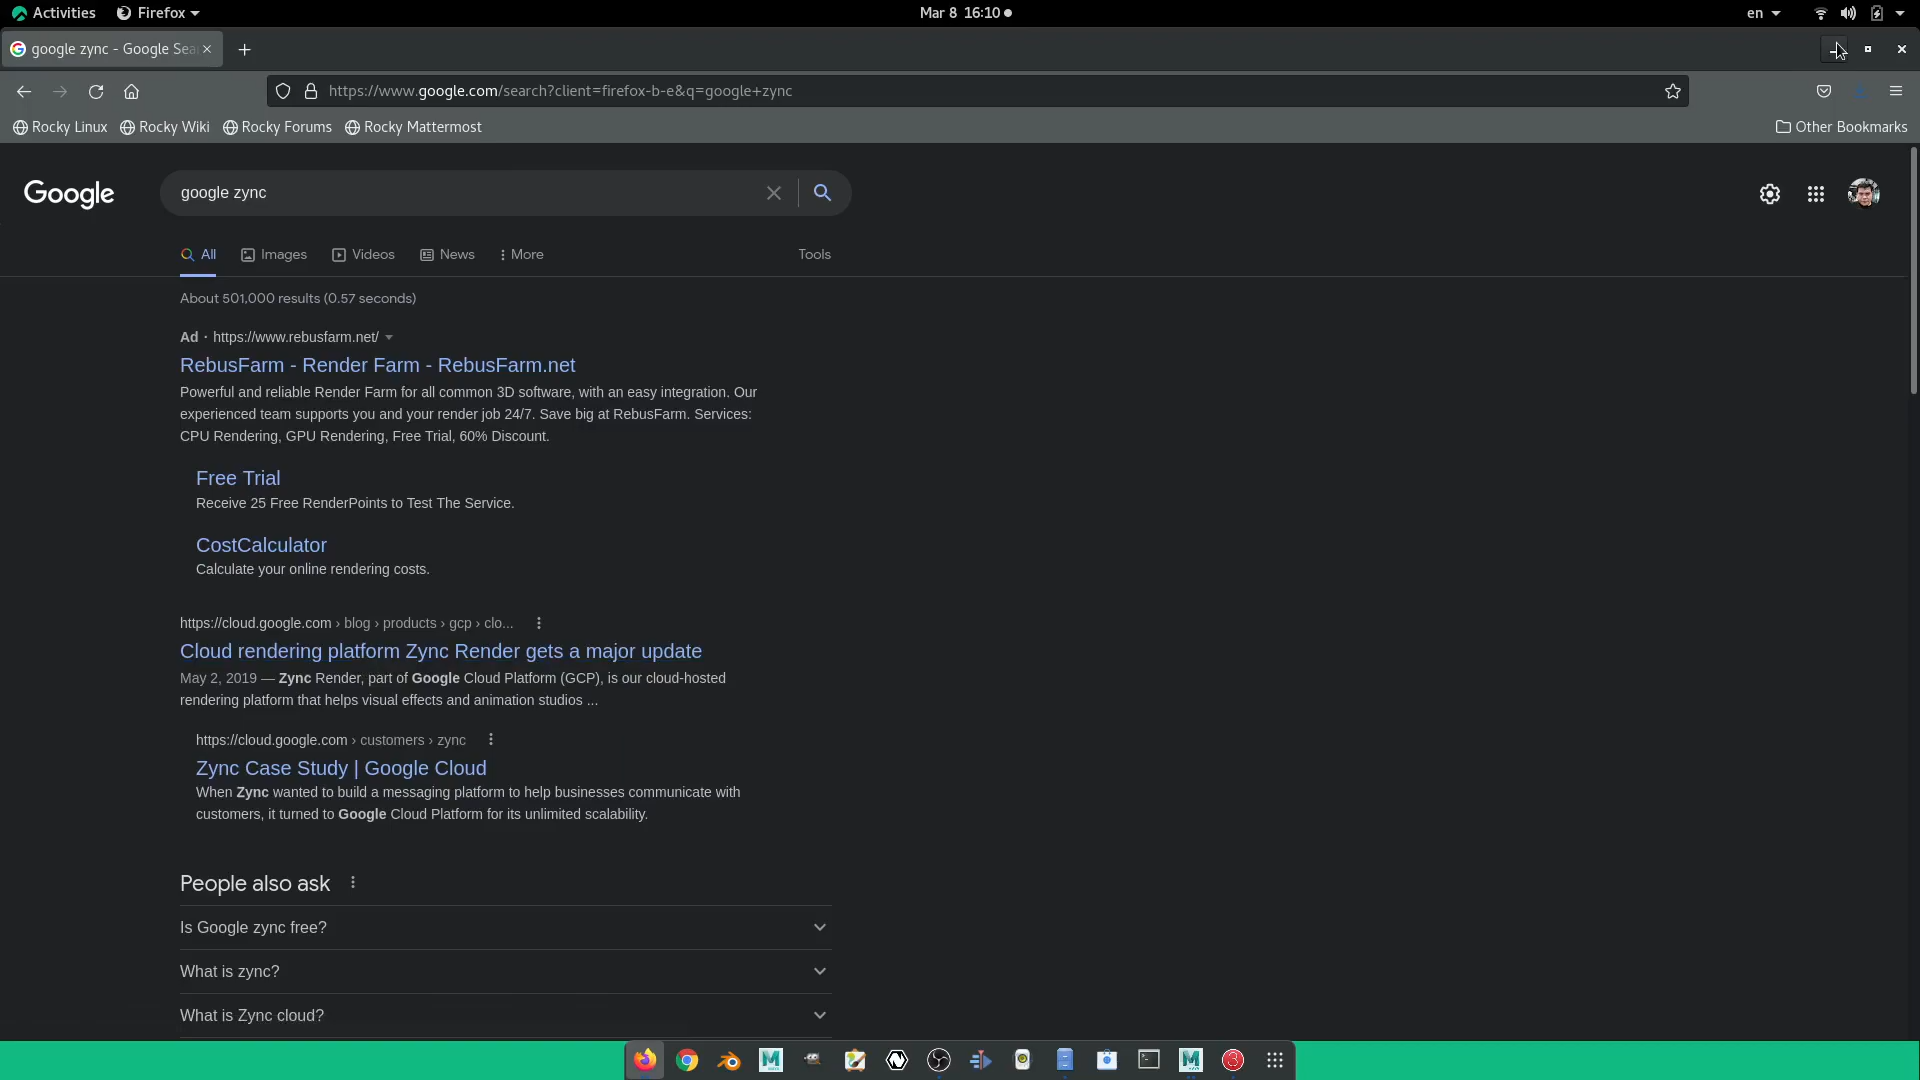 Activities Firefox Mar 8 16:10 en
google zync - Google Sea
https://www.google.com/search?client=firefox-b-e&q=google+zync
Rocky Linux Rocky Wiki Rocky Forums Rocky Mattermost Other Bookmarks
Google google zync
All Images Videos News More Tools
About 501,000 results (0.57 seconds)
Ad · https://www.rebusfarm.net/
RebusFarm - Render Farm - RebusFarm.net
Powerful and reliable Render Farm for all common 3D software, with an easy integration. Our
experienced team supports you and your render job 24/7. Save big at RebusFarm. Services:
CPU Rendering, GPU Rendering, Free Trial, 60% Discount.
Free Trial
Receive 25 Free RenderPoints to Test The Service.
CostCalculator
Calculate your online rendering costs.
https://cloud.google.com › blog › products › gcp › clo...
Cloud rendering platform Zync Render gets a major update
May 2, 2019 — Zync Render, part of Google Cloud Platform (GCP), is our cloud-hosted
rendering platform that helps visual effects and animation studios ...
https://cloud.google.com › customers › zync
Zync Case Study | Google Cloud
When Zync wanted to build a messaging platform to help businesses communicate with
customers, it turned to Google Cloud Platform for its unlimited scalability.
People also ask
Is Google zync free?
What is zync?
What is Zync cloud?